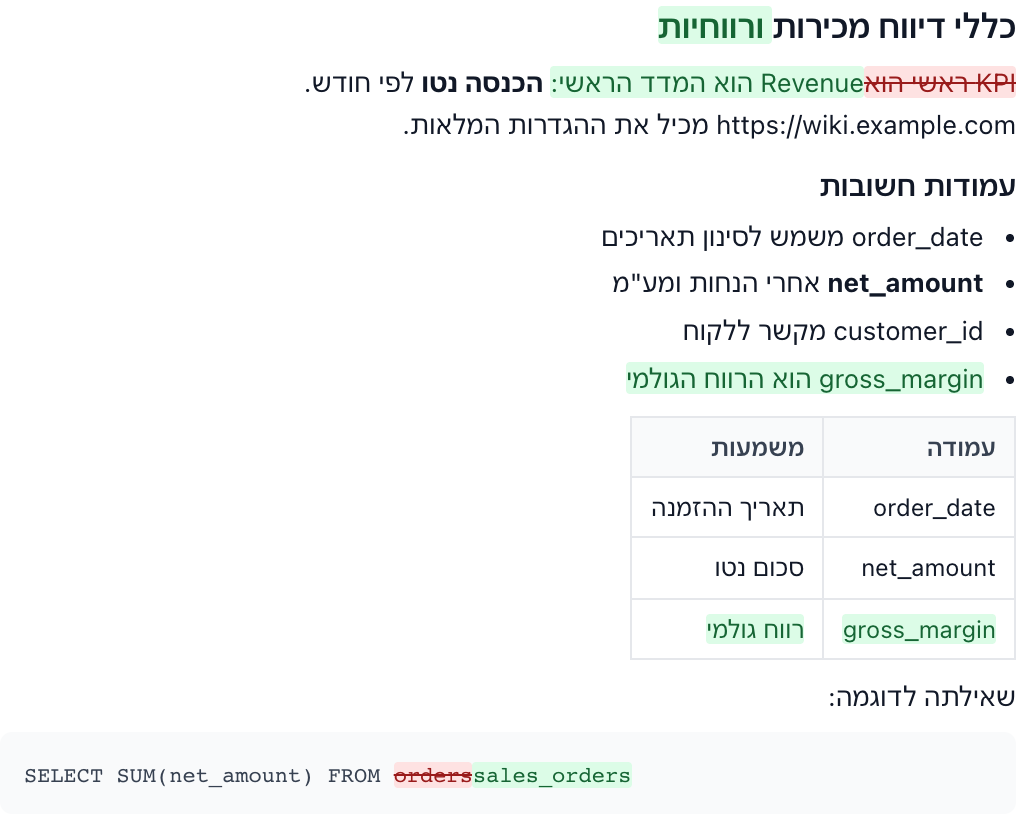 כללי דיווח מכירות ורווחיות
KPI ראשי הואRevenue הוא המדד הראשי: הכנסה נטו לפי חודש.
https://wiki.example.com מכיל את ההגדרות המלאות.
עמודות חשובות
• order_date משמש לסינון תאריכים
• net_amount אחרי הנחות ומע"מ
• customer_id מקשר ללקוח
• gross_margin הוא הרווח הגולמי
עמודה משמעות
order_date תאריך ההזמנה
net_amount סכום נטו
gross_margin רווח גולמי
שאילתה לדוגמה:
SELECT SUM(net_amount) FROM orderssales_orders